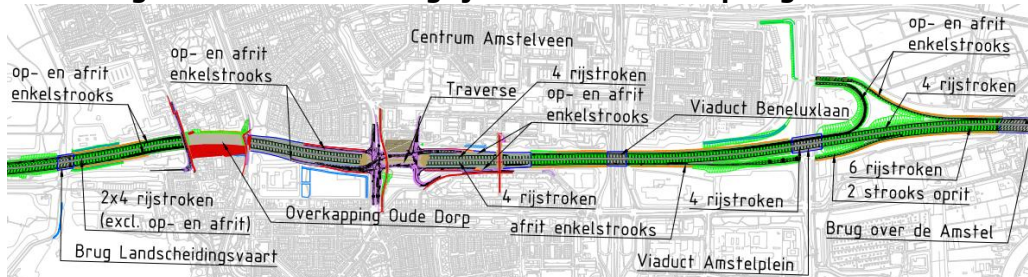 op- en afrit
enkelstrooks
op- en afrit
enkelstrooks
Centrum Amstelveen
Traverse
4 rijstroken
op- en afrit
enkelstrooks
Viaduct Beneluxlaan
op- en afrit
enkelstrooks
4 rijstroken
2x4 rijstroken
(excl. op- en afrit)
Brug Landscheidingsvaart
Overkapping Oude Dorp
4 rijstroken
afrit enkelstrooks
4 rijstroken
Viaduct Amstelplein
6 rijstroken
2 strooks oprit
Brug over de Amstel